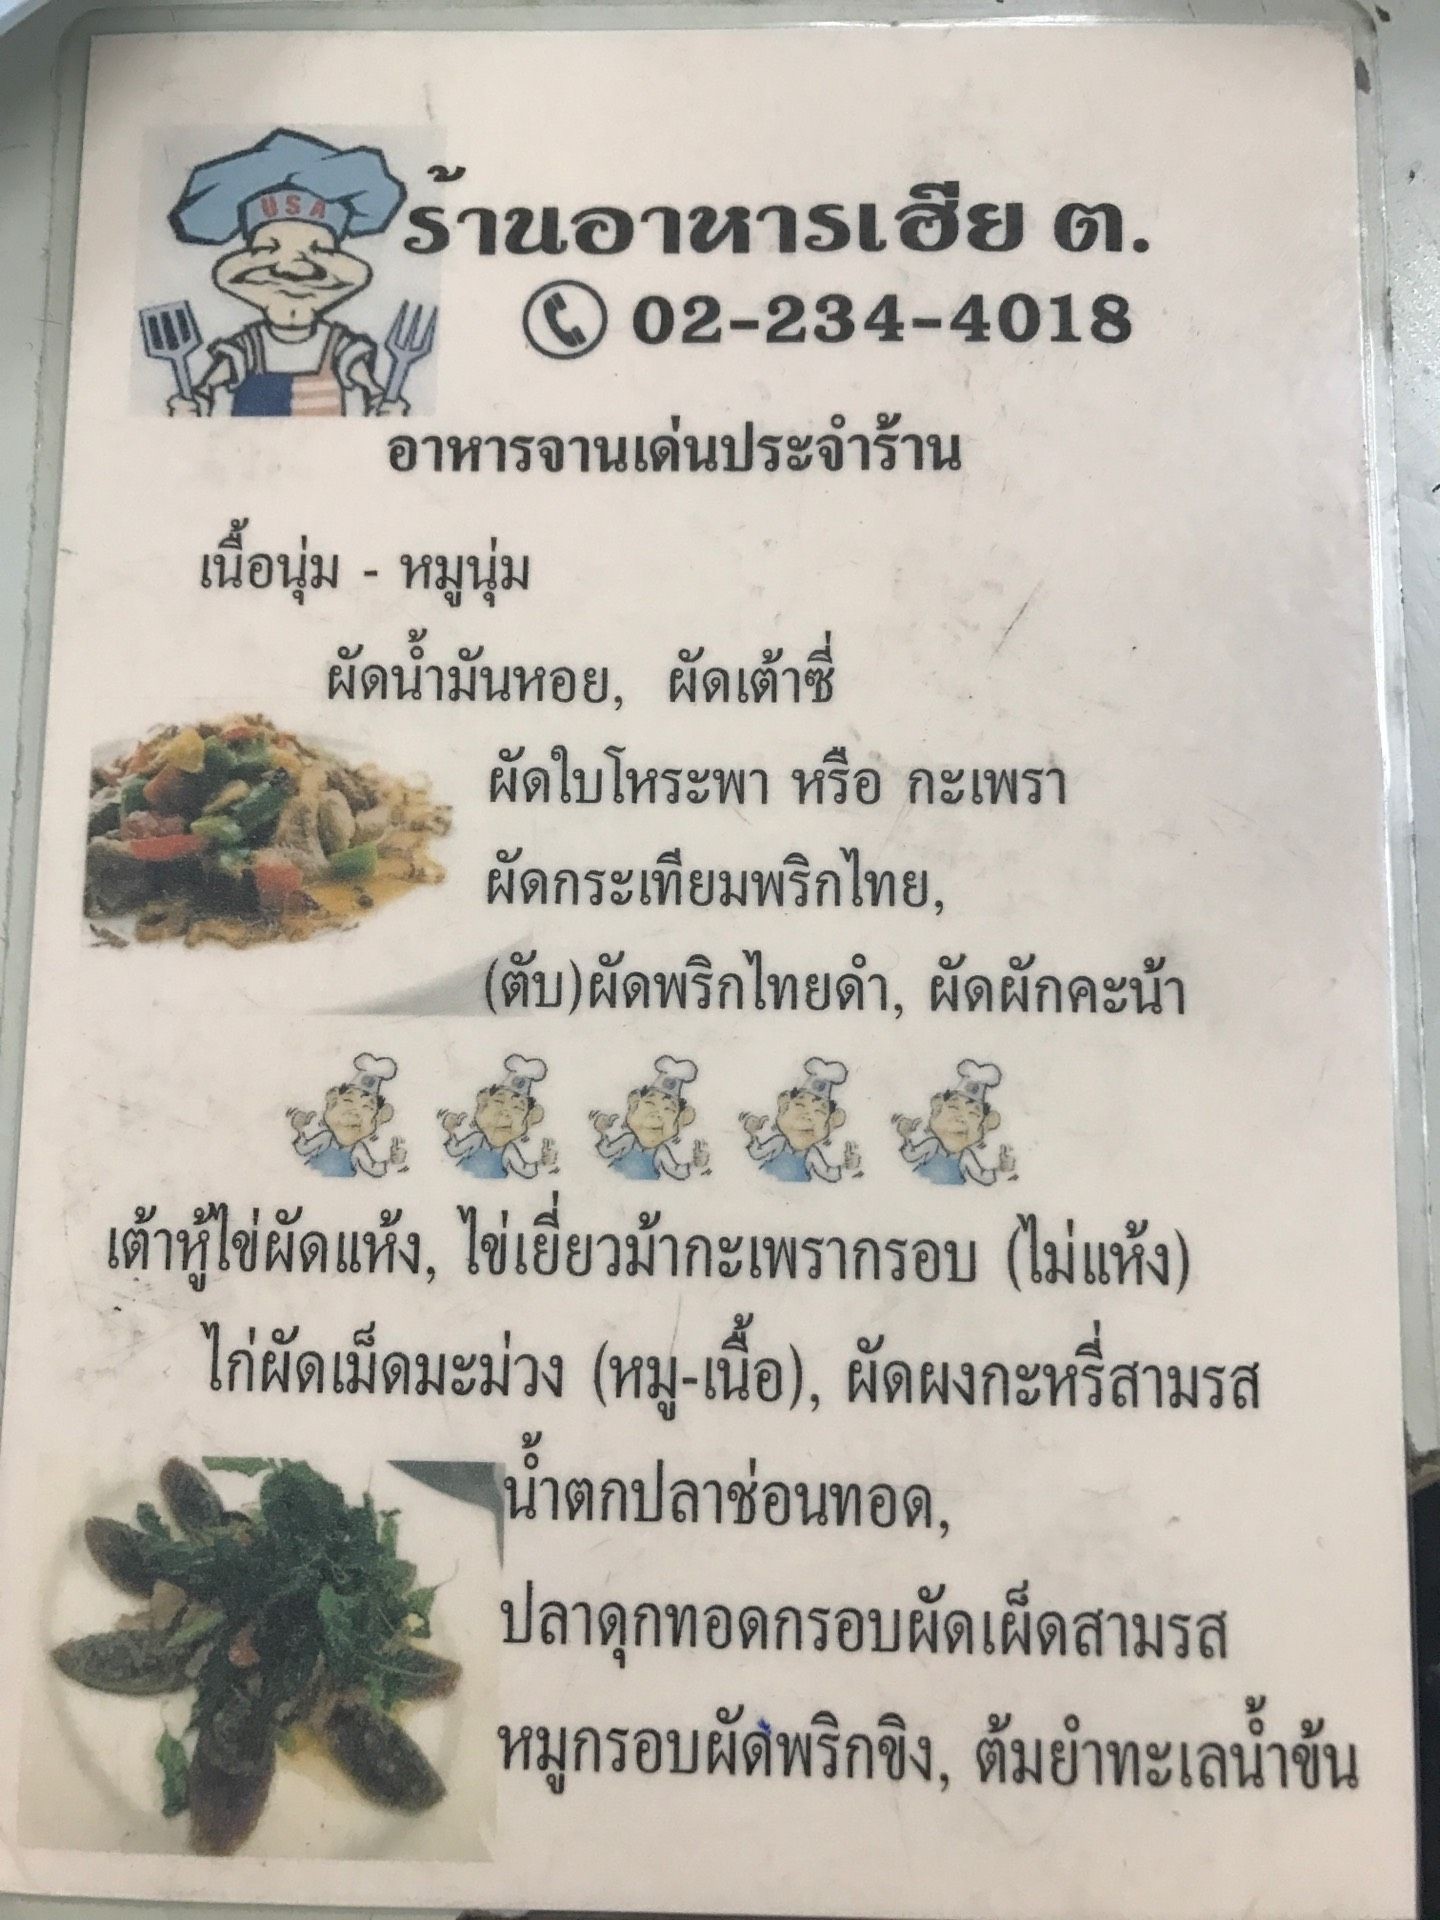 USA
ร้านอาหารเฮีย ต.
02-234-4018
อาหารจานเด่นประจำร้าน
เนื้อนุ่ม - หมูนุ่ม
ผัดน้ำมันหอย, ผัดเต้าซี่
ผัดใบโหระพา หรือ กะเพรา
ผัดกระเทียมพริกไทย,
(ตับ)ผัดพริกไทยดำ, ผัดผักคะน้า
เต้าหู้ไข่ผัดแห้ง, ไข่เยี่ยวม้ากะเพรากรอบ (ไม่แห้ง)
ไก่ผัดเม็ดมะม่วง (หมู-เนื้อ), ผัดผงกะหรี่สามรส
น้ำตกปลาช่อนทอด,
ปลาดุกทอดกรอบผัดเผ็ดสามรส
หมูกรอบผัดพริกขิง, ต้มยำทะเลน้ำข้น